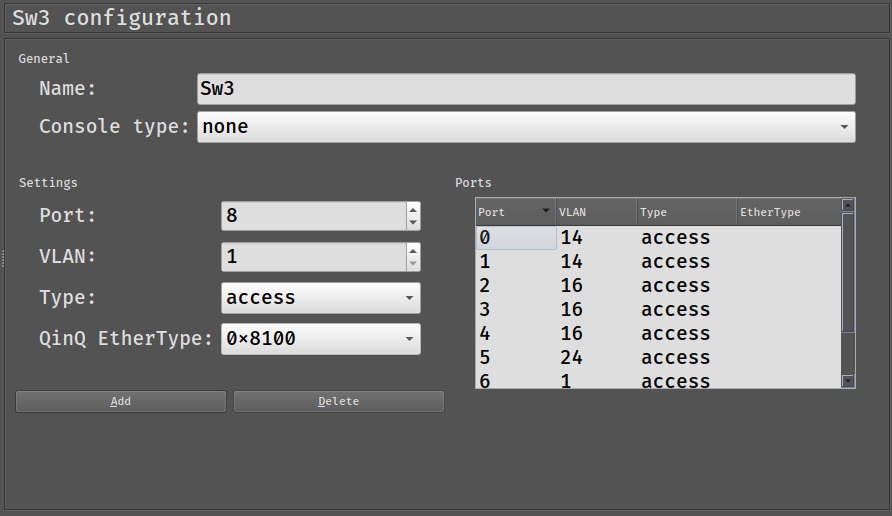 Sw3 configuration
General
Name: Sw3
Console type: none
Settings
Port: 8
VLAN: 1
Type: access
QinQ EtherType: 0×8100
Add Delete
Ports
Port VLAN Type EtherType
0 14 access
1 14 access
2 16 access
3 16 access
4 16 access
5 24 access
6 1 access